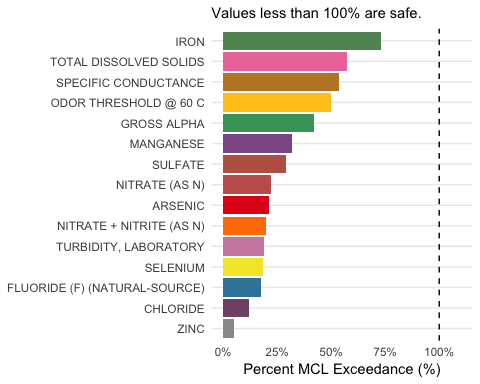 Values less than 100% are safe.
IRON
TOTAL DISSOLVED SOLIDS
SPECIFIC CONDUCTANCE
ODOR THRESHOLD @ 60 C
GROSS ALPHA
MANGANESE
SULFATE
NITRATE (AS N)
ARSENIC
NITRATE + NITRITE (AS N)
TURBIDITY, LABORATORY
SELENIUM
FLUORIDE (F) (NATURAL-SOURCE)
CHLORIDE
ZINC
0% 25% 50% 75% 100%
Percent MCL Exceedance (%)